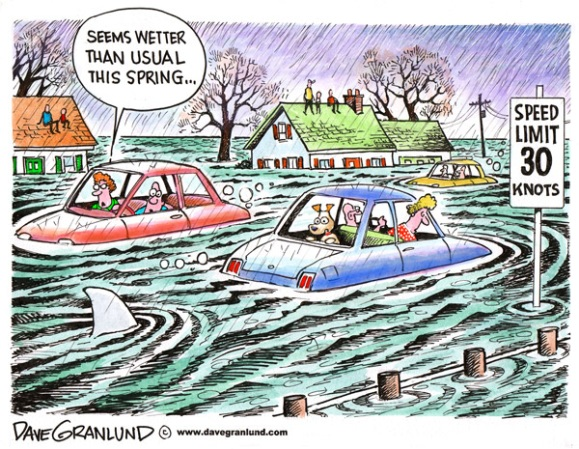 SEEMS WETTER
THAN USUAL
THIS SPRING...
SPEED
LIMIT
30
KNOTS
DAVE GRANLUND © www.davegranlund.com